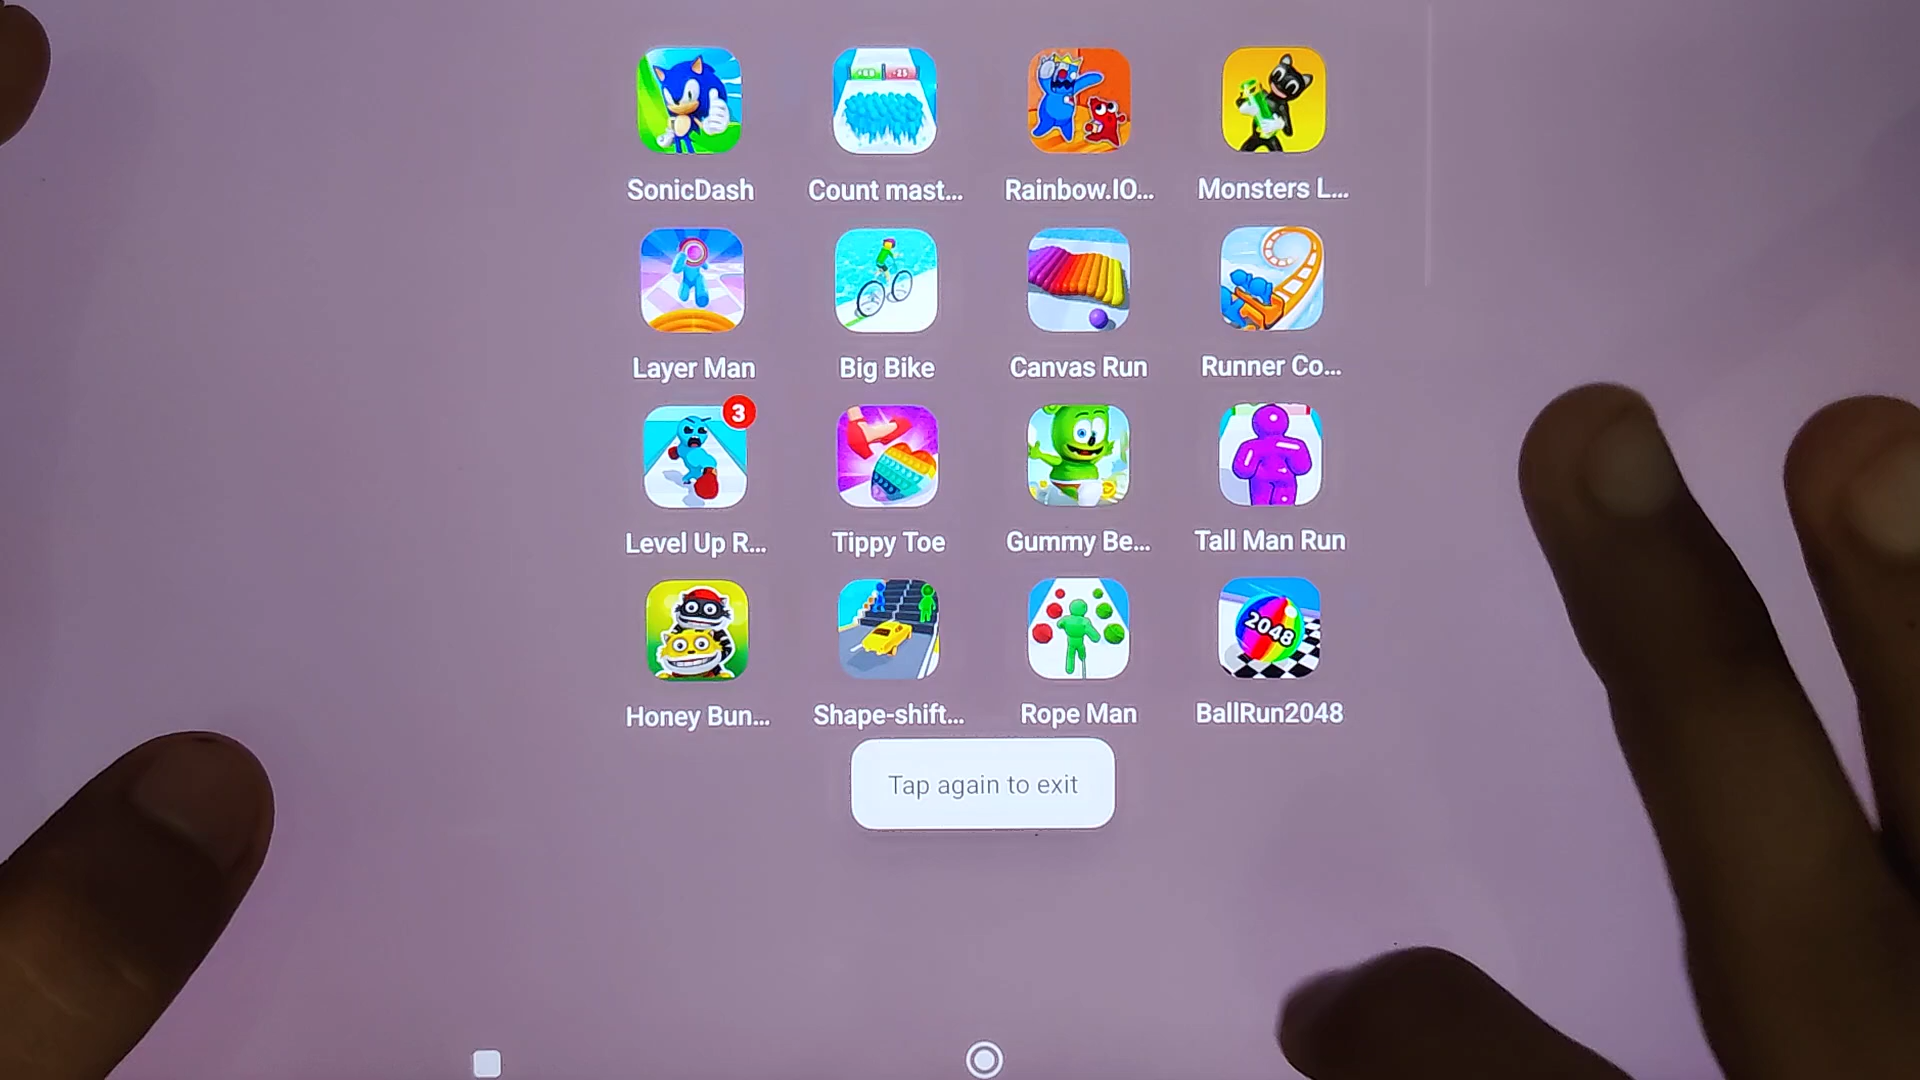 SonicDash
Count mast...
Rainbow.IO...
Monsters L...
Layer Man
Big Bike
Canvas Run
Runner Co...
3
Level Up R...
Tippy Toe
Gummy Be...
Tall Man Run
Honey Bun...
Shape-shift...
Rope Man
2048
BallRun2048
Tap again to exit